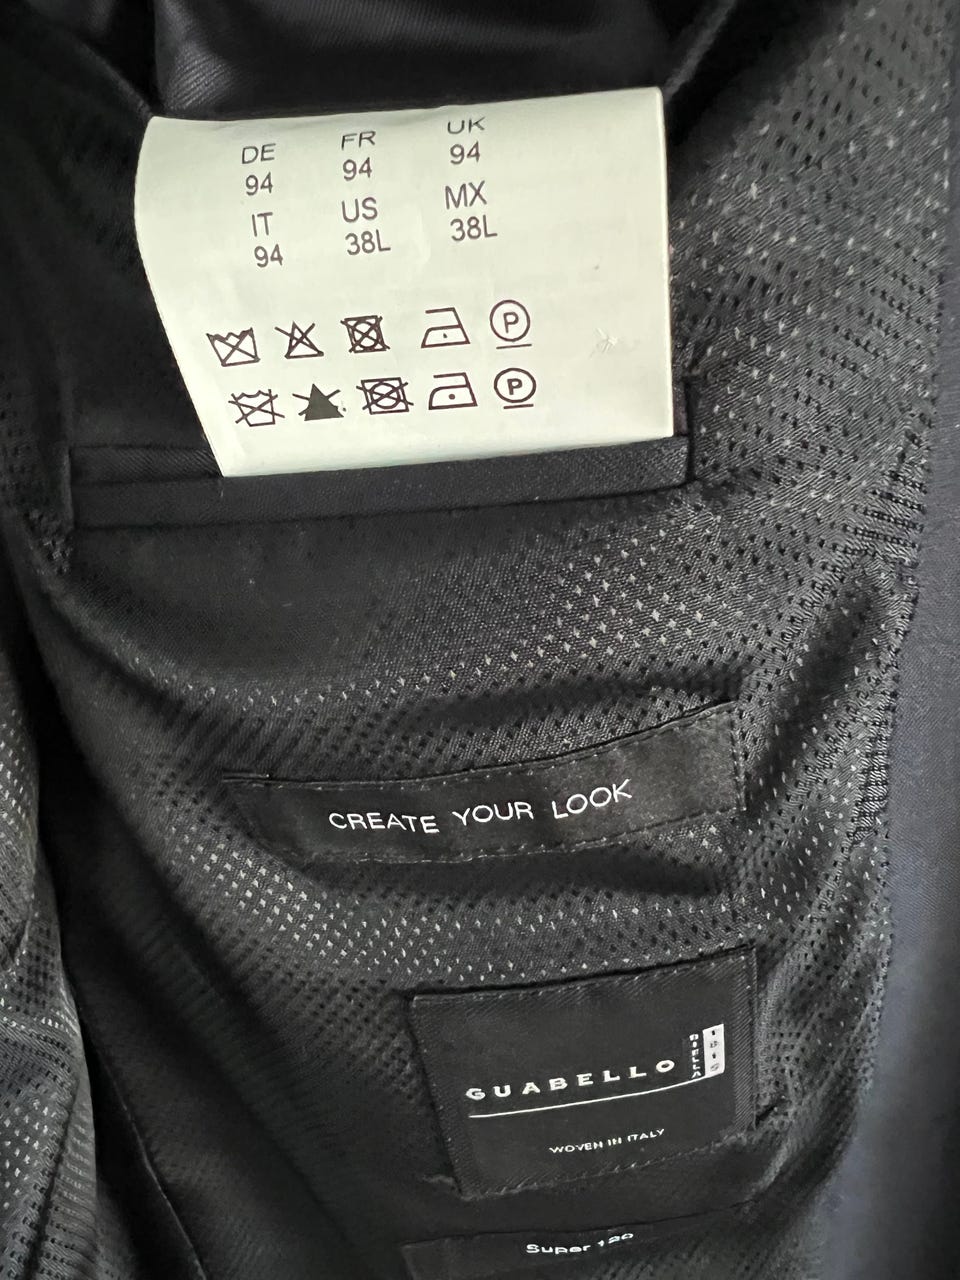 DE FR UK
94 94 94
IT US MX
94 38L 38L
P
P
CREATE YOUR LOOK
GUABELLO
BIELLA
1815
WOVEN IN ITALY
Super 120